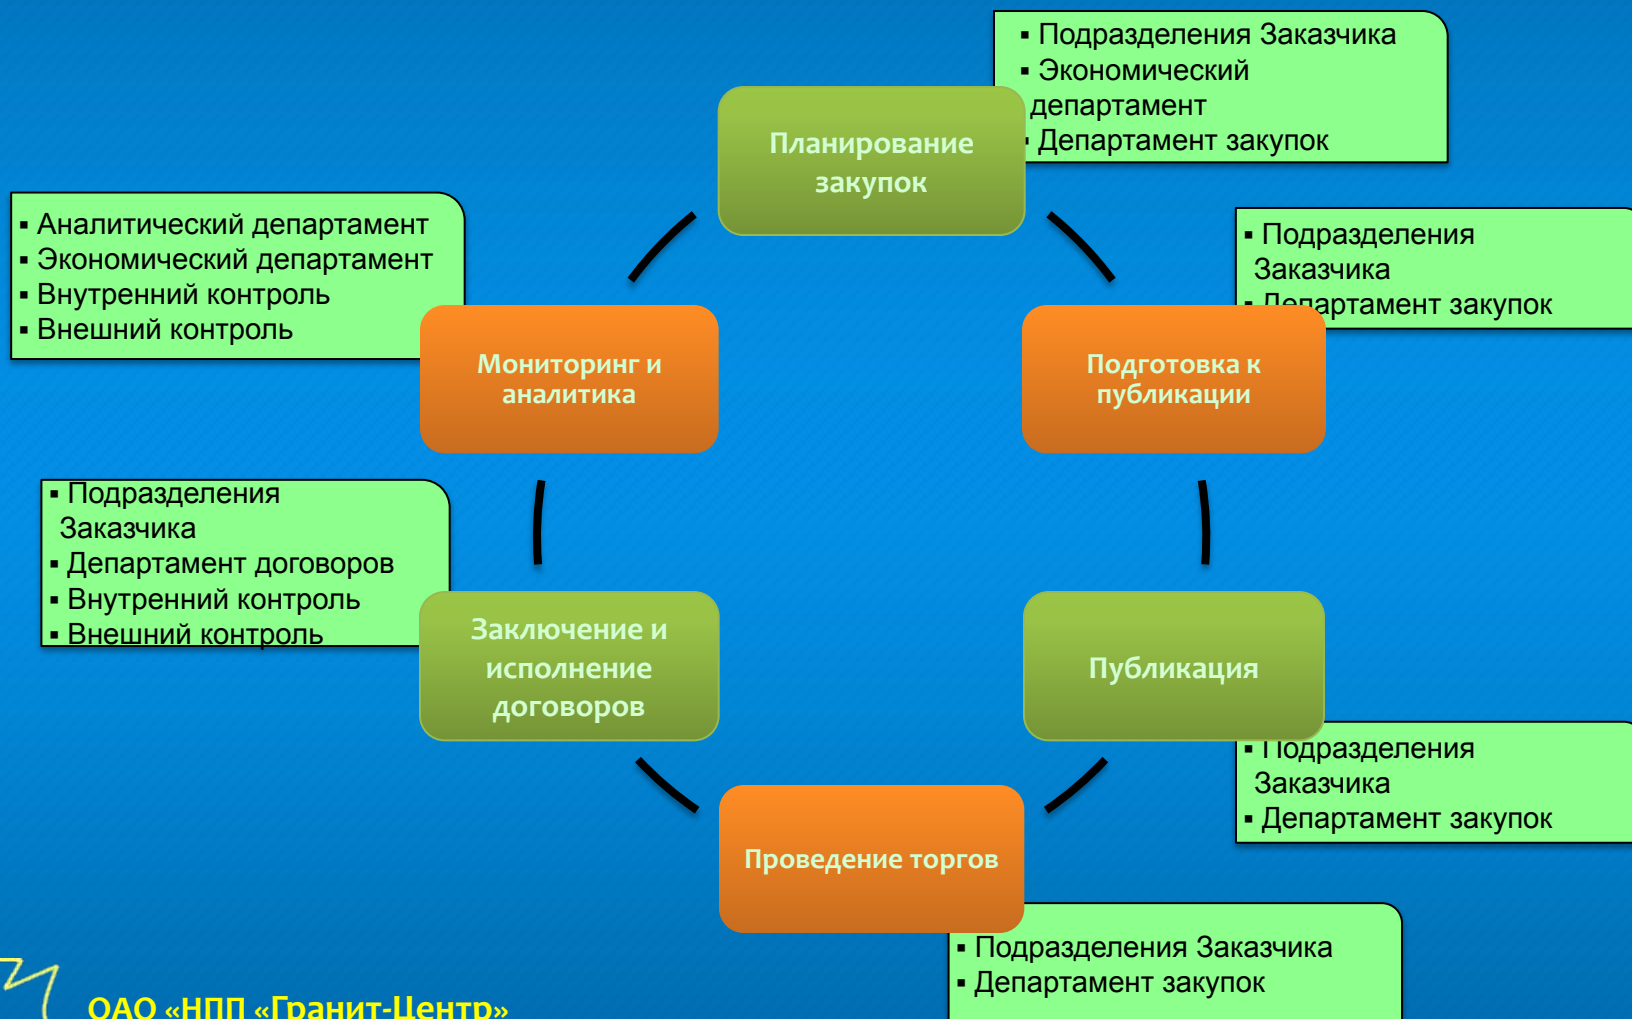 ▪ Подразделения Заказчика
▪ Экономический
департамент
▪ Департамент закупок
Планирование
закупок
▪ Аналитический департамент
▪ Экономический департамент
▪ Внутренний контроль
▪ Внешний контроль
▪ Подразделения
Заказчика
▪ Департамент закупок
Мониторинг и
аналитика
Подготовка к
публикации
▪ Подразделения
Заказчика
▪ Департамент договоров
▪ Внутренний контроль
▪ Внешний контроль
Заключение и
исполнение
договоров
Публикация
▪ Подразделения
Заказчика
▪ Департамент закупок
Проведение торгов
▪ Подразделения Заказчика
▪ Департамент закупок
ОАО «НПП «Гранит-Центр»